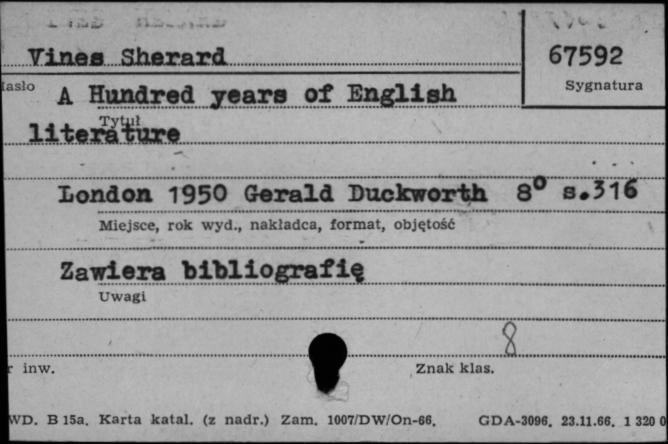 Vines Sherard
67592
Hasło
Sygnatura
A Hundred years of English
Tytuł
literature
London 1950 Gerald Duckworth 8⁰ s.316
Miejsce, rok wyd., nakładca, format, objętość
Zawiera bibliografię
Uwagi
8
r inw.
Znak klas.
WD. B 15a. Karta katal. (z nadr.) Zam. 1007/DW/On-66. GDA-3096. 23.11.66. 1 320 0